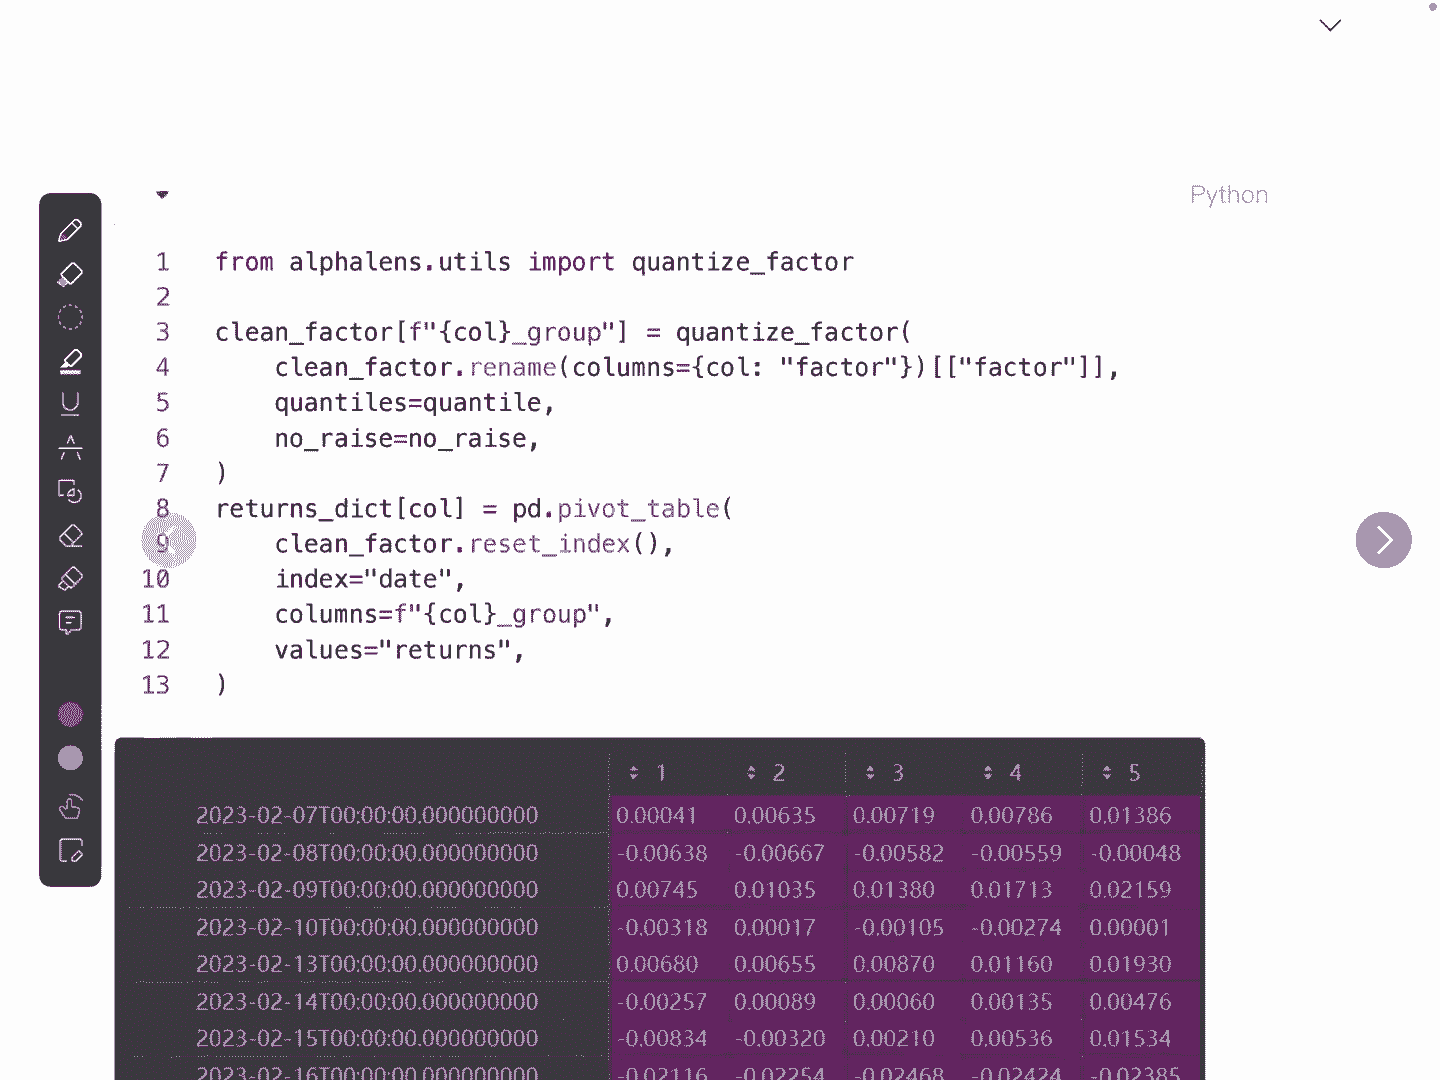 Python
1 from alphalens.utils import quantize_factor
2
3 clean_factor[f"{col}_group"] = quantize_factor(
4     clean_factor.rename(columns={col: "factor"})[["factor"]],
5     quantiles=quantile,
6     no_raise=no_raise,
7 )
8 returns_dict[col] = pd.pivot_table(
9     clean_factor.reset_index(),
10     index="date",
11     columns=f"{col}_group",
12     values="returns",
13 )
1 2 3 4 5
2023-02-07T00:00:00.000000000 0.00041 0.00635 0.00719 0.00786 0.01386
2023-02-08T00:00:00.000000000 -0.00638 -0.00667 -0.00582 -0.00559 -0.00048
2023-02-09T00:00:00.000000000 0.00745 0.01035 0.01380 0.01713 0.02159
2023-02-10T00:00:00.000000000 -0.00318 0.00017 -0.00105 -0.00274 0.00001
2023-02-13T00:00:00.000000000 0.00680 0.00655 0.00870 0.01160 0.01930
2023-02-14T00:00:00.000000000 -0.00257 0.00089 0.00060 0.00135 0.00476
2023-02-15T00:00:00.000000000 -0.00834 -0.00320 0.00210 0.00536 0.01534
2023-02-16T00:00:00.000000000 -0.02116 -0.02254 -0.02468 -0.02424 -0.02385